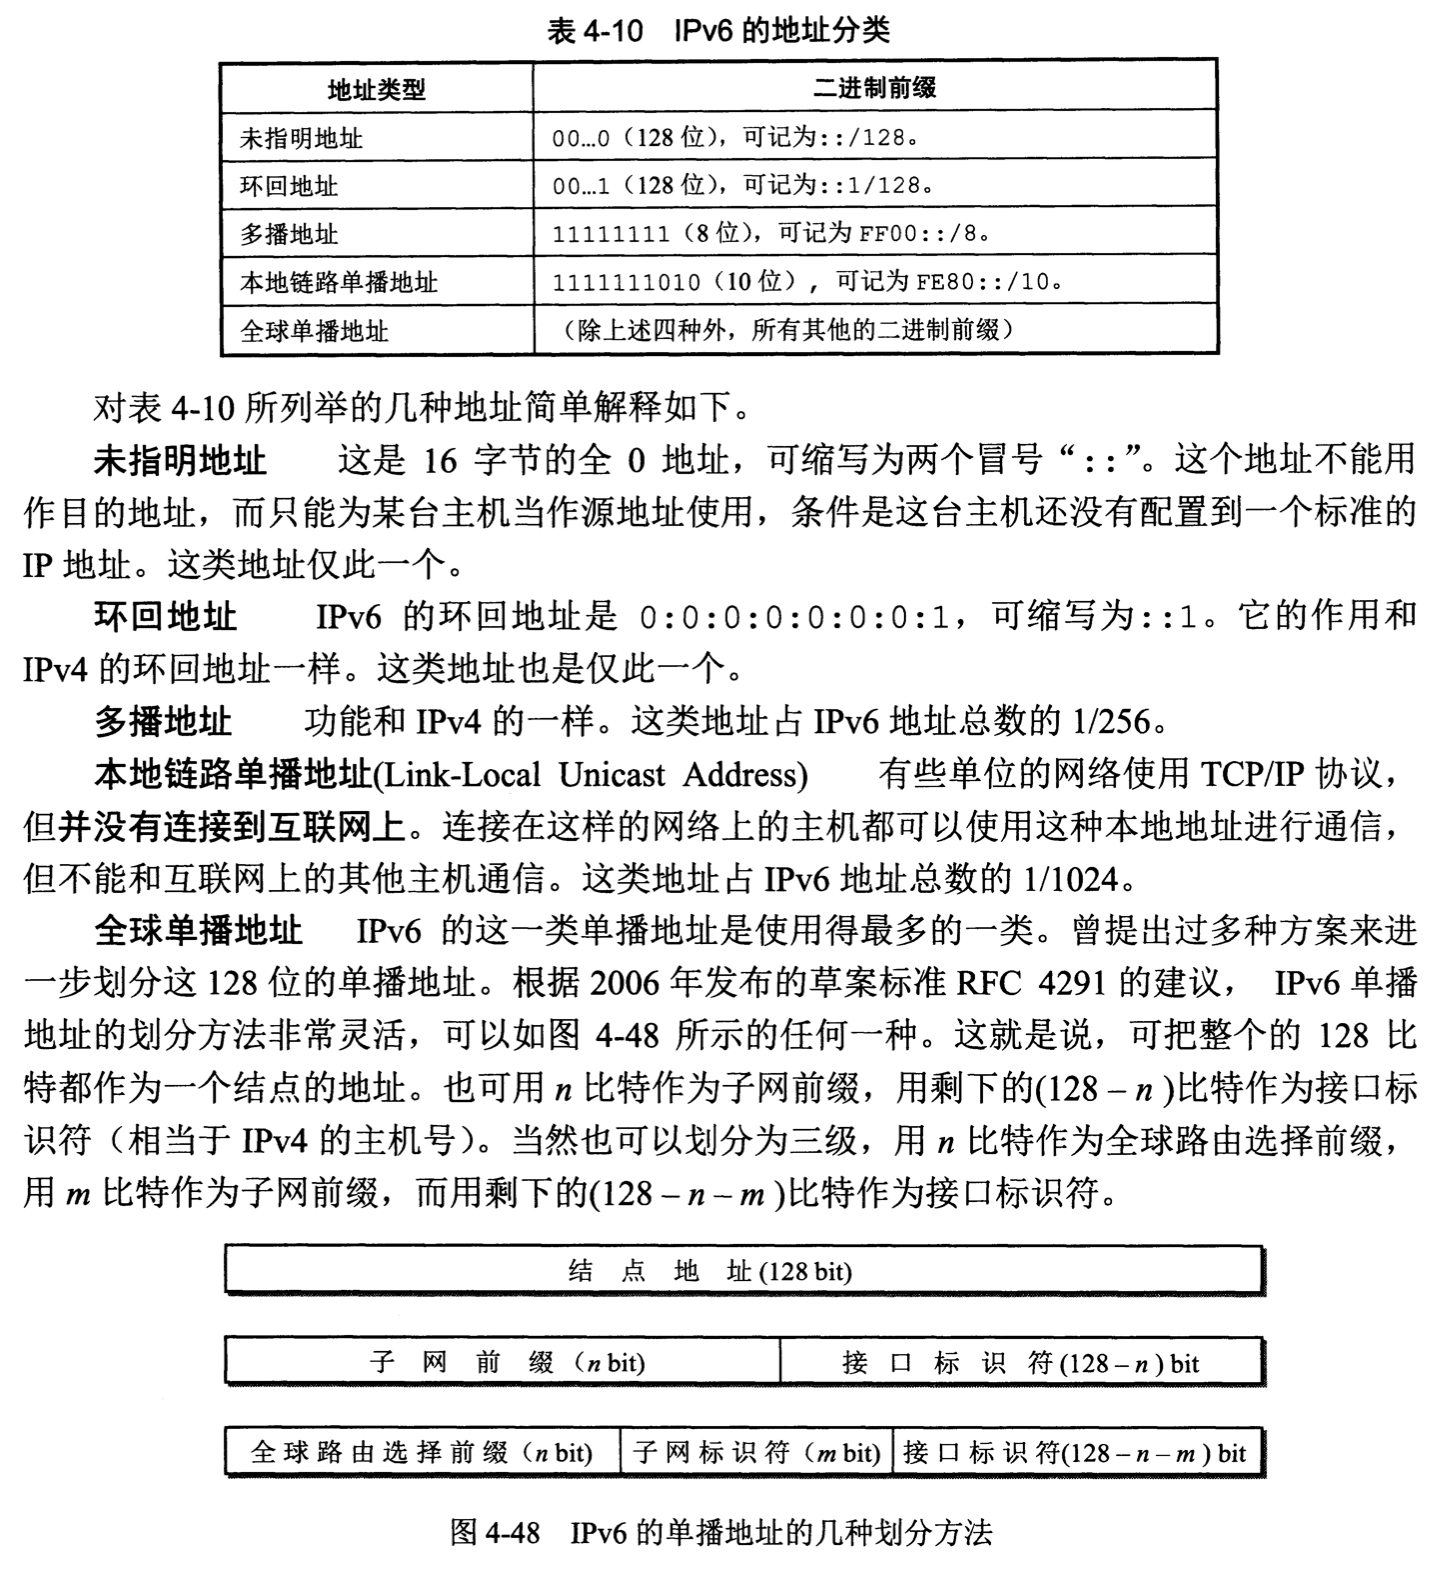 表 4-10 IPv6 的地址分类
地址类型 二进制前缀
未指明地址 00…0（128 位），可记为::/128。
环回地址 00…1（128 位），可记为::1/128。
多播地址 11111111（8 位），可记为 FF00::/8。
本地链路单播地址 1111111010（10 位），可记为 FE80::/10。
全球单播地址 （除上述四种外，所有其他的二进制前缀）
对表 4-10 所列举的几种地址简单解释如下。
未指明地址 这是 16 字节的全 0 地址，可缩写为两个冒号“::”。这个地址不能用
作目的地址，而只能为某台主机当作源地址使用，条件是这台主机还没有配置到一个标准的
IP 地址。这类地址仅此一个。
环回地址 IPv6 的环回地址是 0:0:0:0:0:0:0:1，可缩写为::1。它的作用和
IPv4 的环回地址一样。这类地址也是仅此一个。
多播地址 功能和 IPv4 的一样。这类地址占 IPv6 地址总数的 1/256。
本地链路单播地址(Link-Local Unicast Address) 有些单位的网络使用 TCP/IP 协议，
但并没有连接到互联网上。连接在这样的网络上的主机都可以使用这种本地地址进行通信，
但不能和互联网上的其他主机通信。这类地址占 IPv6 地址总数的 1/1024。
全球单播地址 IPv6 的这一类单播地址是使用得最多的一类。曾提出过多种方案来进
一步划分这 128 位的单播地址。根据 2006 年发布的草案标准 RFC 4291 的建议， IPv6 单播
地址的划分方法非常灵活，可以如图 4-48 所示的任何一种。这就是说，可把整个的 128 比
特都作为一个结点的地址。也可用 n 比特作为子网前缀，用剩下的(128 – n )比特作为接口标
识符（相当于 IPv4 的主机号）。当然也可以划分为三级，用 n 比特作为全球路由选择前缀，
用 m 比特作为子网前缀，而用剩下的(128 – n – m )比特作为接口标识符。
结 点 地 址 (128 bit)
子 网 前 缀（n bit) 接 口 标 识 符 (128 – n ) bit
全 球 路 由 选 择 前 缀（n bit) 子 网 标 识 符（m bit) 接 口 标 识 符(128 – n – m ) bit
图 4-48 IPv6 的单播地址的几种划分方法